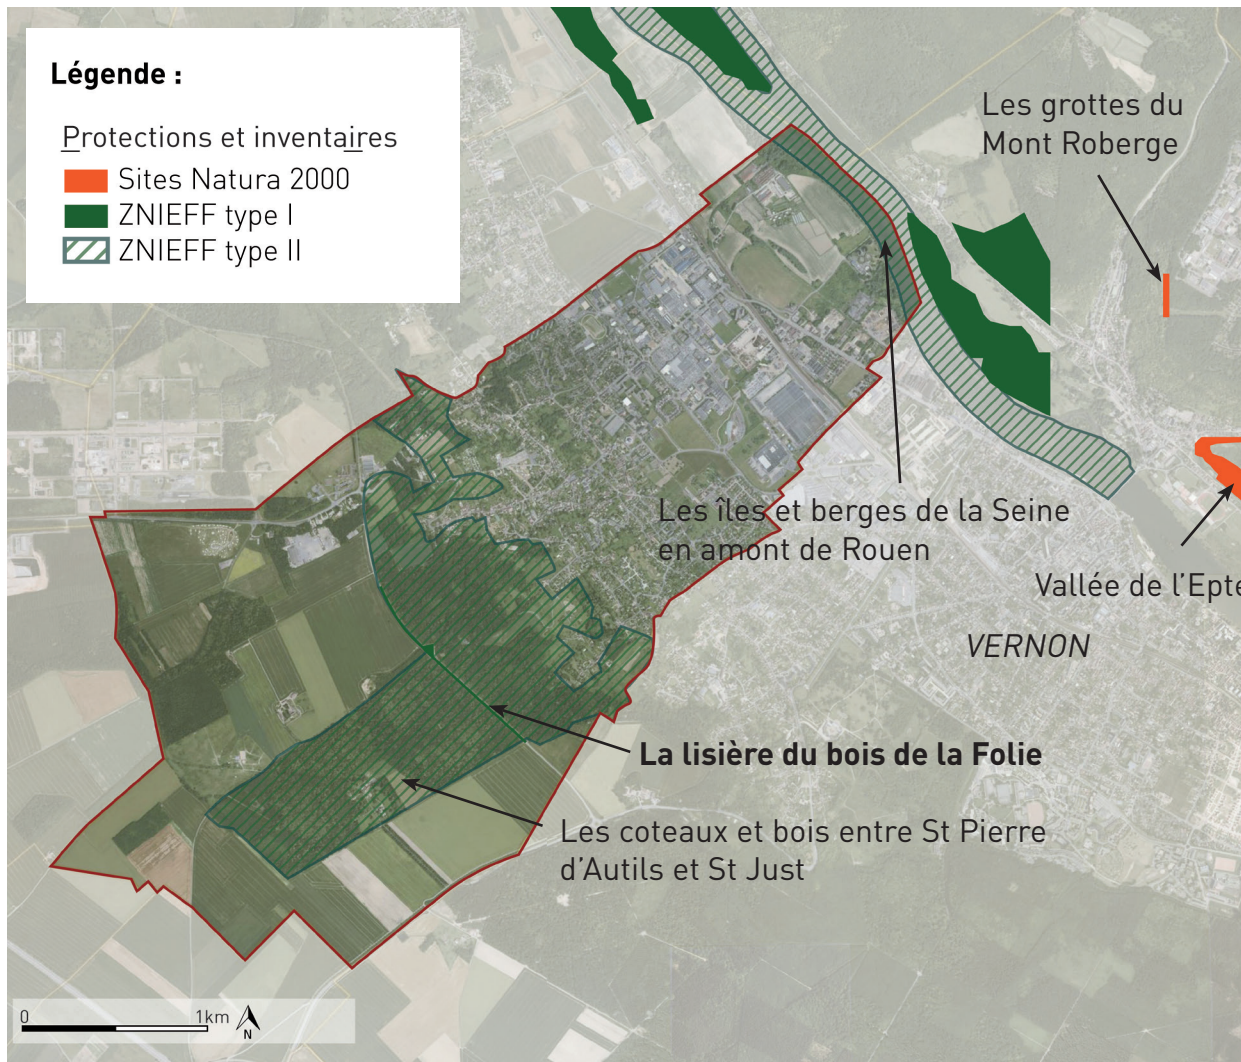 Légende :
Protections et inventaires
Sites Natura 2000
ZNIEFF type I
ZNIEFF type II
Les grottes du
Mont Roberge
Les îles et berges de la Seine
en amont de Rouen
Vallée de l'Epte
VERNON
La lisière du bois de la Folie
Les coteaux et bois entre St Pierre
d'Autils et St Just
0 1km
N